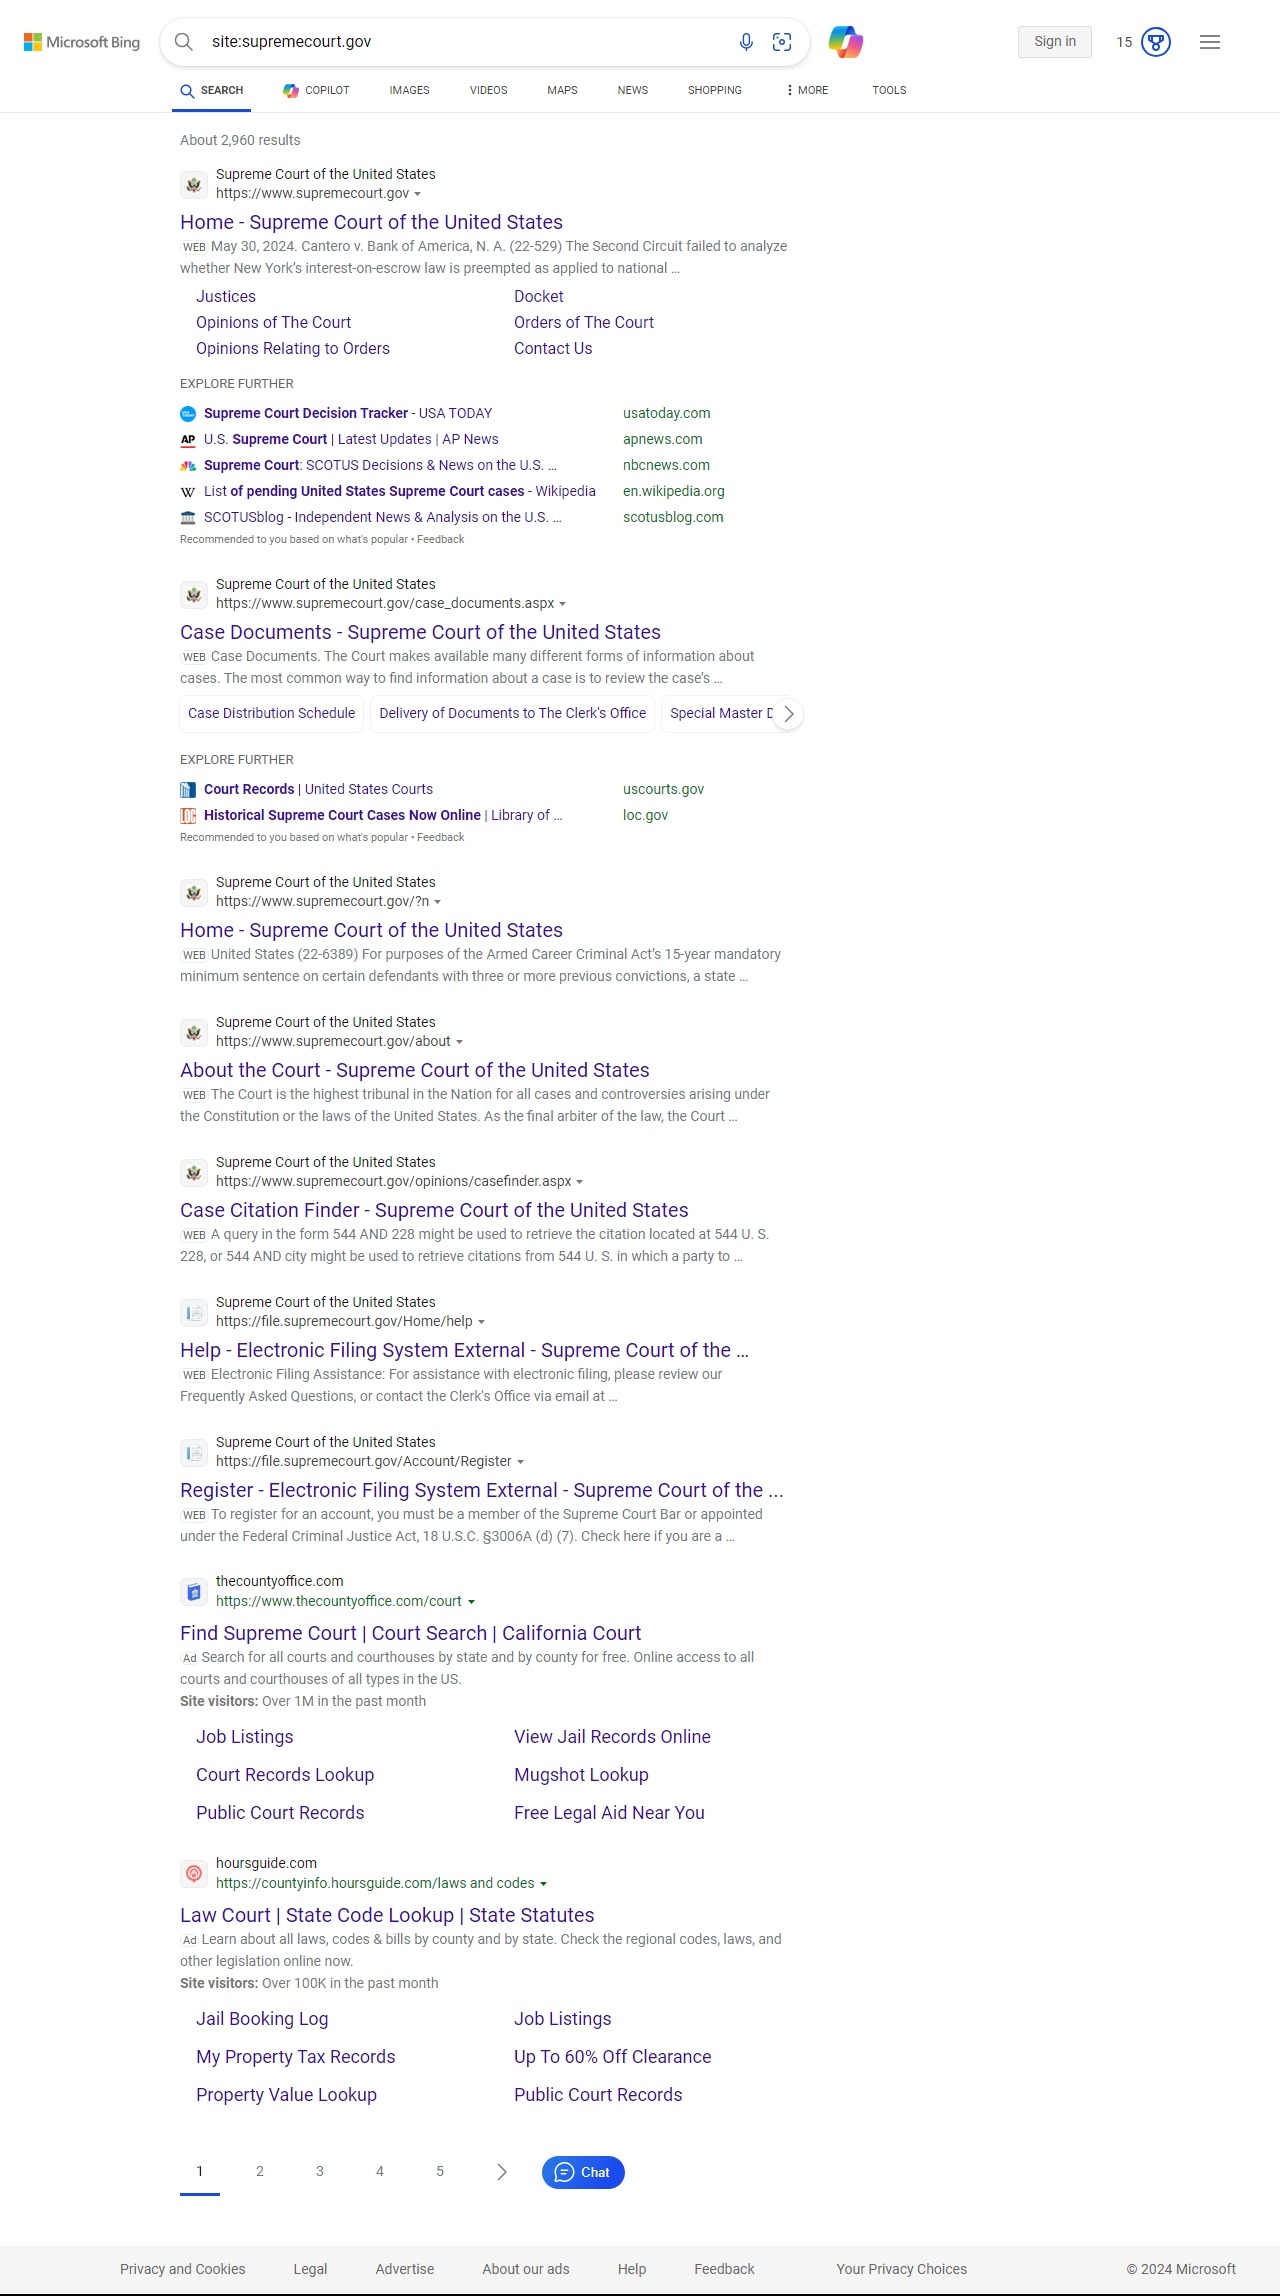 Microsoft Bing
site:supremecourt.gov
Sign in
15
SEARCH
COPILOT
IMAGES
VIDEOS
MAPS
NEWS
SHOPPING
MORE
TOOLS
About 2,960 results
Supreme Court of the United States
https://www.supremecourt.gov
Home - Supreme Court of the United States
WEB May 30, 2024. Cantero v. Bank of America, N. A. (22-529) The Second Circuit failed to analyze
whether New York's interest-on-escrow law is preempted as applied to national ...
Justices
Docket
Opinions of The Court
Orders of The Court
Opinions Relating to Orders
Contact Us
EXPLORE FURTHER
Supreme Court Decision Tracker - USA TODAY usatoday.com
AP U.S. Supreme Court | Latest Updates | AP News apnews.com
Supreme Court: SCOTUS Decisions & News on the U.S. ... nbcnews.com
W List of pending United States Supreme Court cases - Wikipedia en.wikipedia.org
SCOTUSblog - Independent News & Analysis on the U.S. ... scotusblog.com
Recommended to you based on what's popular • Feedback
Supreme Court of the United States
https://www.supremecourt.gov/case_documents.aspx
Case Documents - Supreme Court of the United States
WEB Case Documents. The Court makes available many different forms of information about
cases. The most common way to find information about a case is to review the case's ...
Case Distribution Schedule
Delivery of Documents to The Clerk's Office
Special Master D
EXPLORE FURTHER
Court Records | United States Courts uscourts.gov
Historical Supreme Court Cases Now Online | Library of ... loc.gov
Recommended to you based on what's popular • Feedback
Supreme Court of the United States
https://www.supremecourt.gov/?n
Home - Supreme Court of the United States
WEB United States (22-6389) For purposes of the Armed Career Criminal Act's 15-year mandatory
minimum sentence on certain defendants with three or more previous convictions, a state ...
Supreme Court of the United States
https://www.supremecourt.gov/about
About the Court - Supreme Court of the United States
WEB The Court is the highest tribunal in the Nation for all cases and controversies arising under
the Constitution or the laws of the United States. As the final arbiter of the law, the Court ...
Supreme Court of the United States
https://www.supremecourt.gov/opinions/casefinder.aspx
Case Citation Finder - Supreme Court of the United States
WEB A query in the form 544 AND 228 might be used to retrieve the citation located at 544 U. S.
228, or 544 AND city might be used to retrieve citations from 544 U. S. in which a party to ...
Supreme Court of the United States
https://file.supremecourt.gov/Home/help
Help - Electronic Filing System External - Supreme Court of the ...
WEB Electronic Filing Assistance: For assistance with electronic filing, please review our
Frequently Asked Questions, or contact the Clerk's Office via email at ...
Supreme Court of the United States
https://file.supremecourt.gov/Account/Register
Register - Electronic Filing System External - Supreme Court of the ...
WEB To register for an account, you must be a member of the Supreme Court Bar or appointed
under the Federal Criminal Justice Act, 18 U.S.C. §3006A (d) (7). Check here if you are a ...
thecountyoffice.com
https://www.thecountyoffice.com/court
Find Supreme Court | Court Search | California Court
Ad Search for all courts and courthouses by state and by county for free. Online access to all
courts and courthouses of all types in the US.
Site visitors: Over 1M in the past month
Job Listings
View Jail Records Online
Court Records Lookup
Mugshot Lookup
Public Court Records
Free Legal Aid Near You
hoursguide.com
https://countyinfo.hoursguide.com/laws and codes
Law Court | State Code Lookup | State Statutes
Ad Learn about all laws, codes & bills by county and by state. Check the regional codes, laws, and
other legislation online now.
Site visitors: Over 100K in the past month
Jail Booking Log
Job Listings
My Property Tax Records
Up To 60% Off Clearance
Property Value Lookup
Public Court Records
1
2
3
4
5
Chat
Privacy and Cookies
Legal
Advertise
About our ads
Help
Feedback
Your Privacy Choices
© 2024 Microsoft